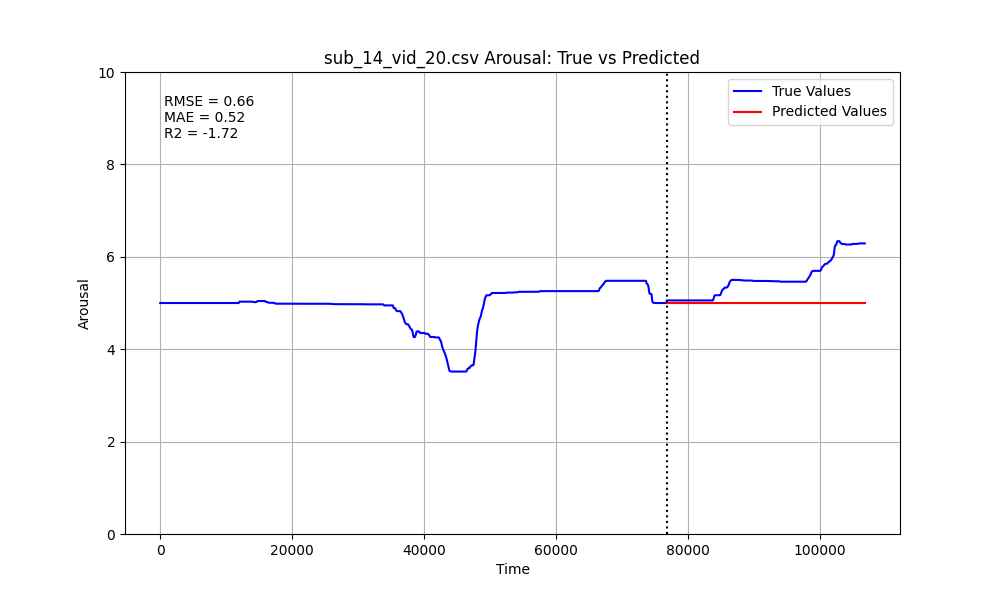 sub_14_vid_20.csv Arousal: True vs Predicted
RMSE = 0.66
MAE = 0.52
R2 = -1.72
True Values
Predicted Values
Arousal
10
8
6
4
2
0
0 20000 40000 60000 80000 100000
Time